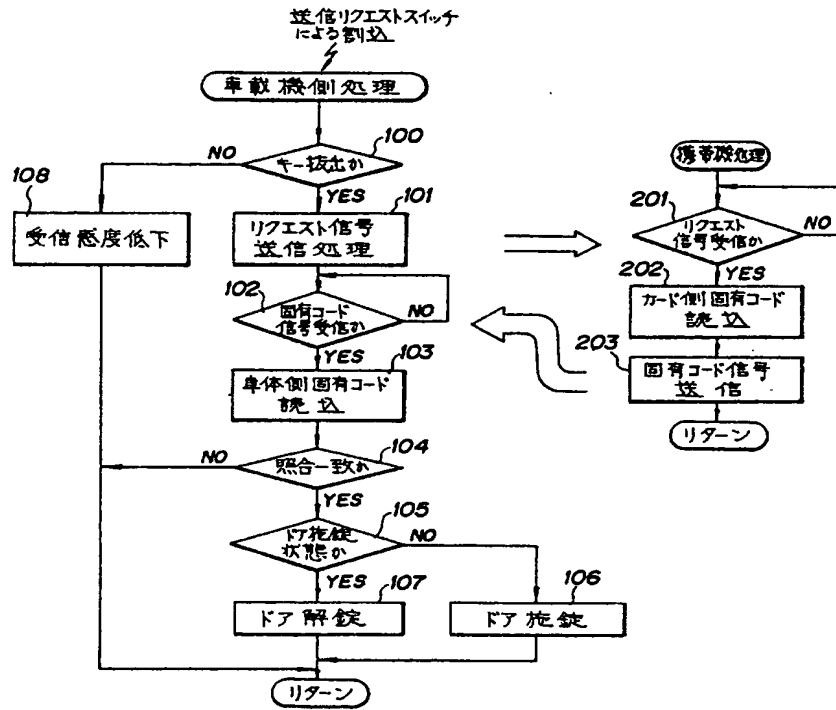 送信リクエストスイッチ
による割込
車載機側処理
100
キー抜出か
NO
YES
108
受信感度低下
101
リクエスト信号
送信処理
102
固有コード
信号受信か
NO
YES
103
車体側固有コード
読込
104
照合一致か
NO
YES
105
ドア施錠
状態か
NO
YES
107
ドア解錠
106
ドア施錠
リターン
携帯機処理
201
リクエスト
信号受信か
NO
YES
202
カード側固有コード
読込
203
固有コード信号
送信
リターン